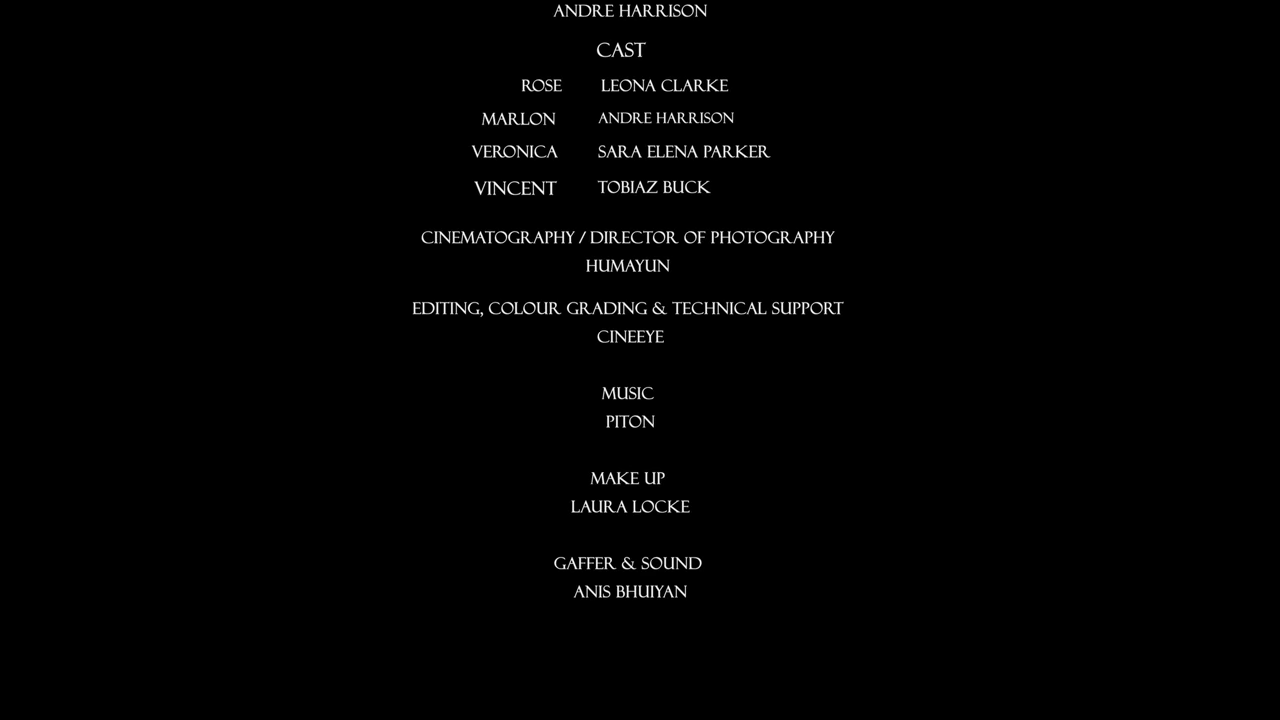 ANDRE HARRISON
CAST
ROSE LEONA CLARKE
MARLON ANDRE HARRISON
VERONICA SARA ELENA PARKER
VINCENT TOBIAZ BUCK
CINEMATOGRAPHY / DIRECTOR OF PHOTOGRAPHY
HUMAYUN
EDITING, COLOUR GRADING & TECHNICAL SUPPORT
CINEEYE
MUSIC
PITON
MAKE UP
LAURA LOCKE
GAFFER & SOUND
ANIS BHUIYAN